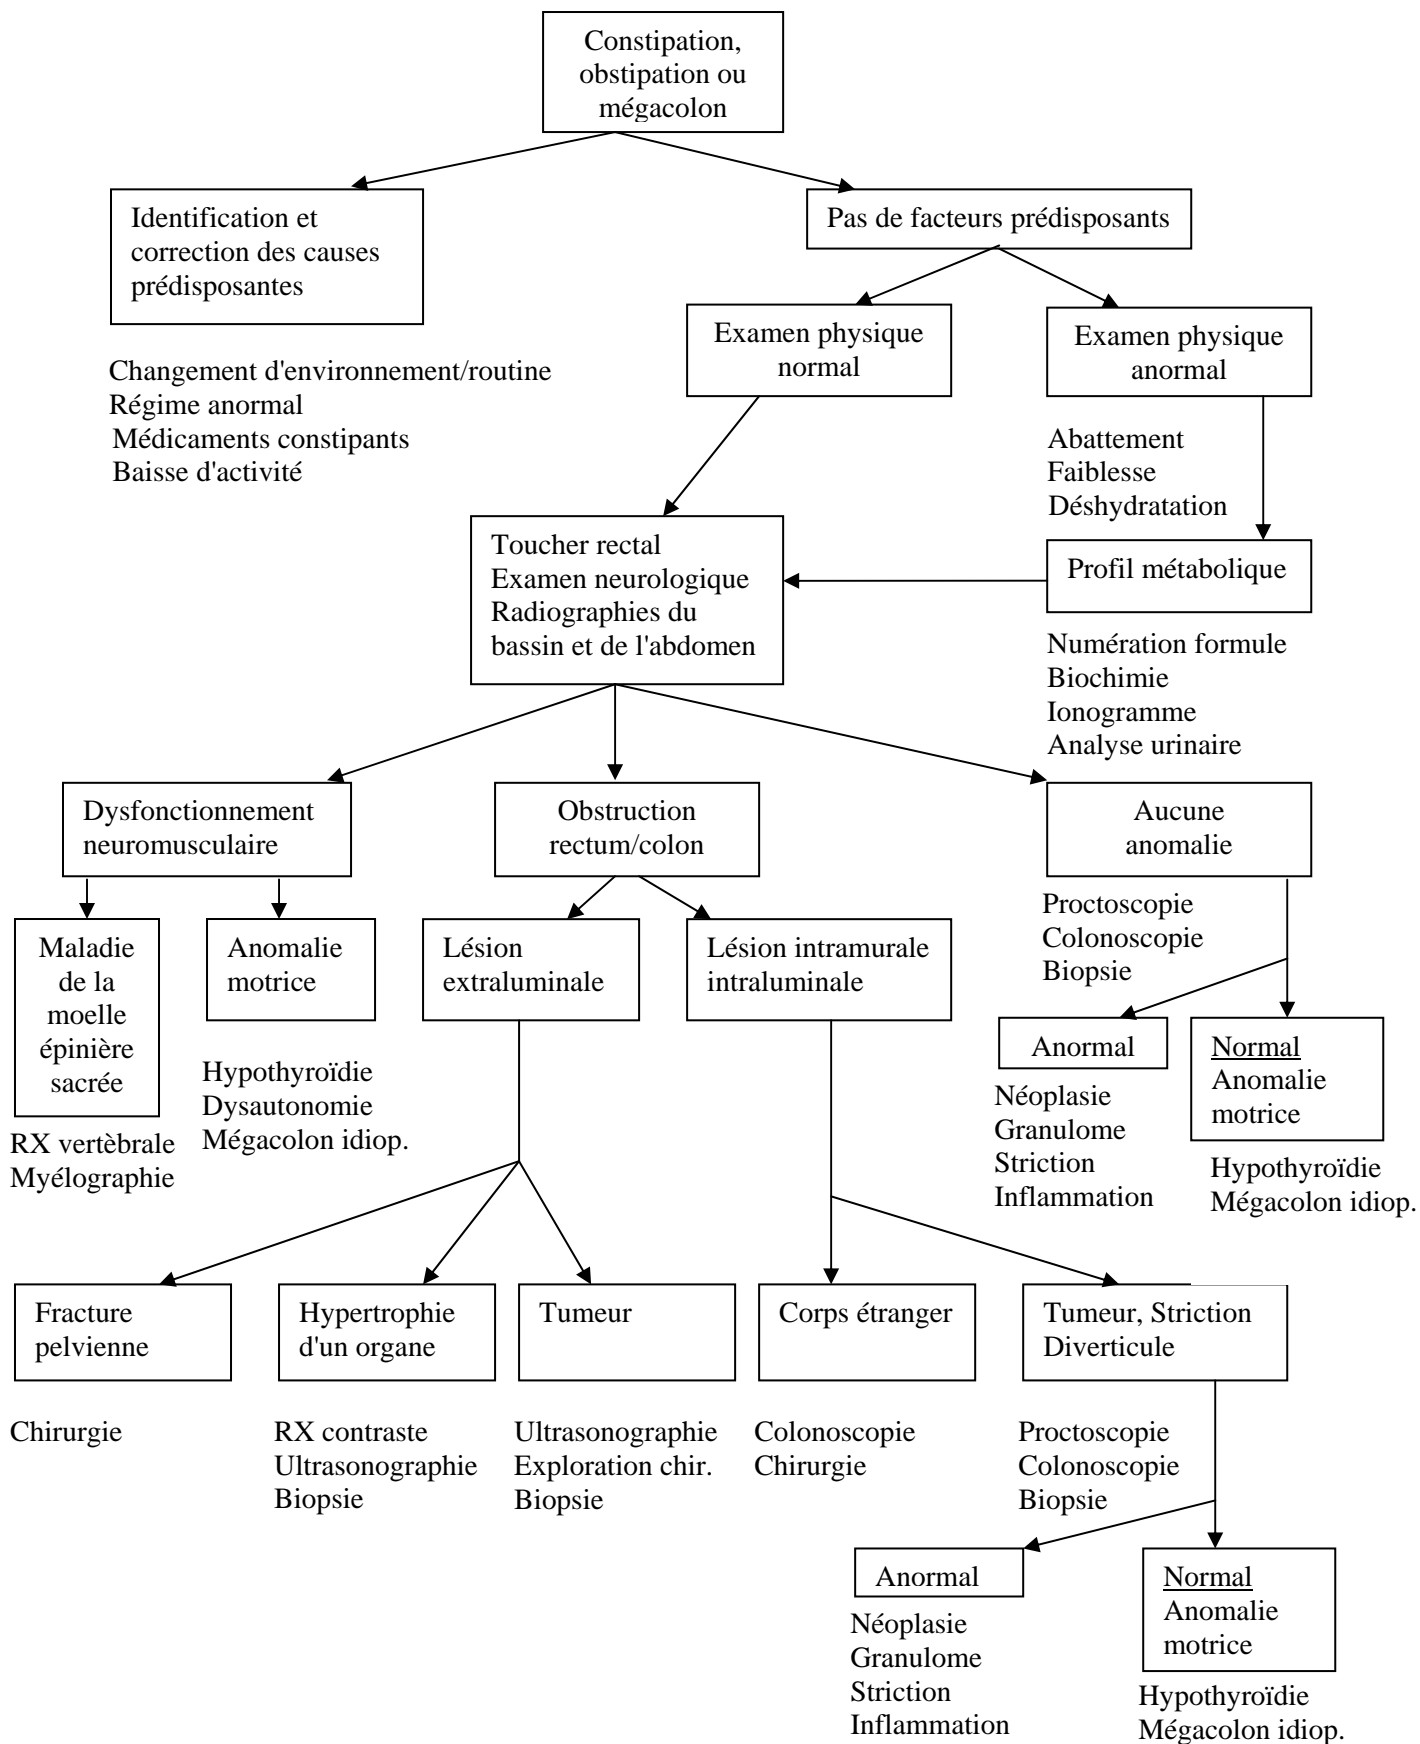 Constipation,
obstipation ou
mégacolon
Identification et
correction des causes
prédisposantes
Pas de facteurs prédisposants
Examen physique
normal
Examen physique
anormal
Changement d'environnement/routine
Régime anormal
Médicaments constipants
Baisse d'activité
Abattement
Faiblesse
Déshydratation
Toucher rectal
Examen neurologique
Radiographies du
bassin et de l'abdomen
Profil métabolique
Numération formule
Biochimie
Ionogramme
Analyse urinaire
Dysfonctionnement
neuromusculaire
Obstruction
rectum/colon
Aucune
anomalie
Proctoscopie
Colonoscopie
Biopsie
Maladie
de la
moelle
épinière
sacrée
Anomalie
motrice
Lésion
extraluminale
Lésion intramurale
intraluminale
RX vertèbrale
Myélographie
Hypothyroïdie
Dysautonomie
Mégacolon idiop.
Anormal
Normal
Anomalie
motrice
Néoplasie
Granulome
Striction
Inflammation
Hypothyroïdie
Mégacolon idiop.
Fracture
pelvienne
Hypertrophie
d'un organe
Tumeur
Corps étranger
Tumeur, Striction
Diverticule
Chirurgie
RX contraste
Ultrasonographie
Biopsie
Ultrasonographie
Exploration chir.
Biopsie
Colonoscopie
Chirurgie
Proctoscopie
Colonoscopie
Biopsie
Anormal
Normal
Anomalie
motrice
Néoplasie
Granulome
Striction
Inflammation
Hypothyroïdie
Mégacolon idiop.